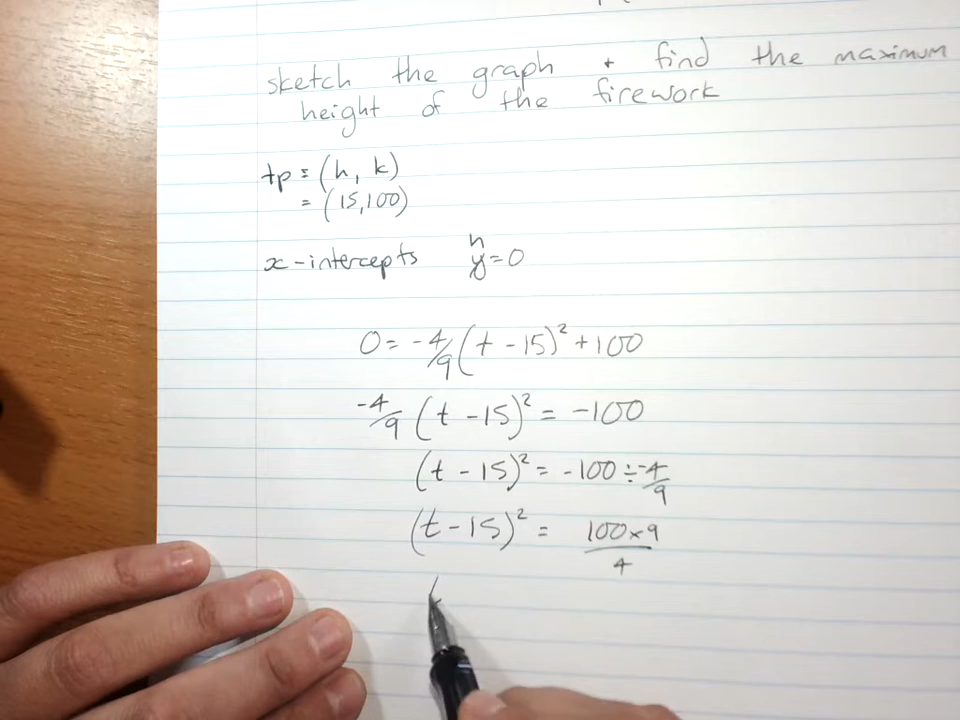 sketch the graph + find the maximum
height of the firework
tp = (h, k)
= (15,100)
x-intercepts h y=0
0 = -4/9 (t - 15)² + 100
-4/9 (t - 15)² = -100
(t - 15)² = -100 ÷ -4/9
(t - 15)² = 100×9/4
(